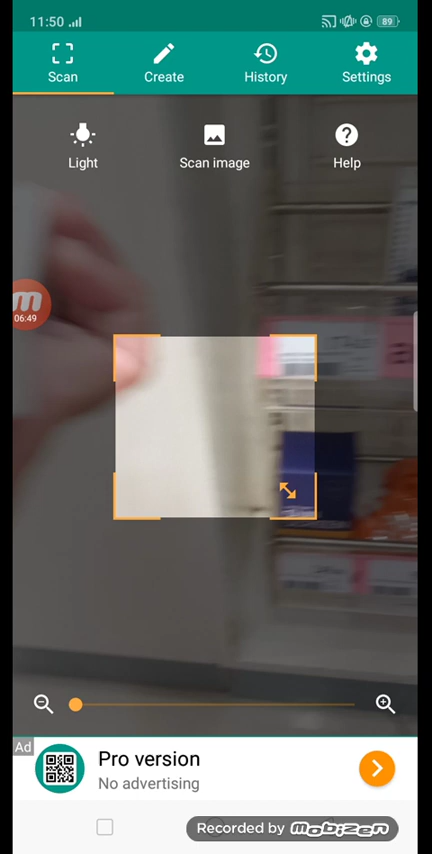 11:50 89
Scan Create History Settings
Light Scan image Help
06:49
Ad
Pro version
No advertising
Recorded by mobizen